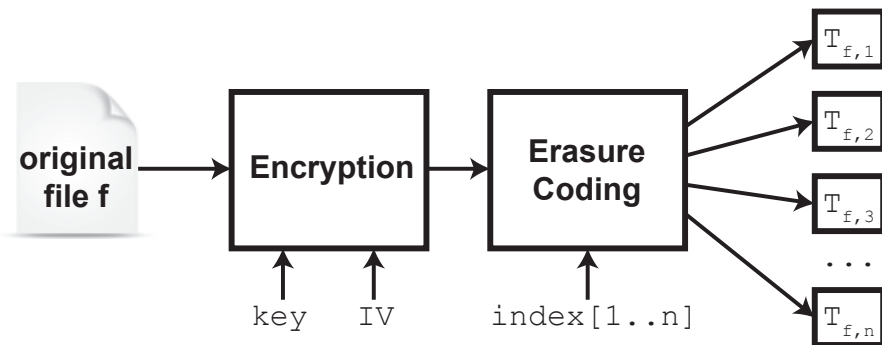 original
file f
Encryption
Erasure
Coding
key
IV
index[1..n]
T f,1
T f,2
T f,3
...
T f,n